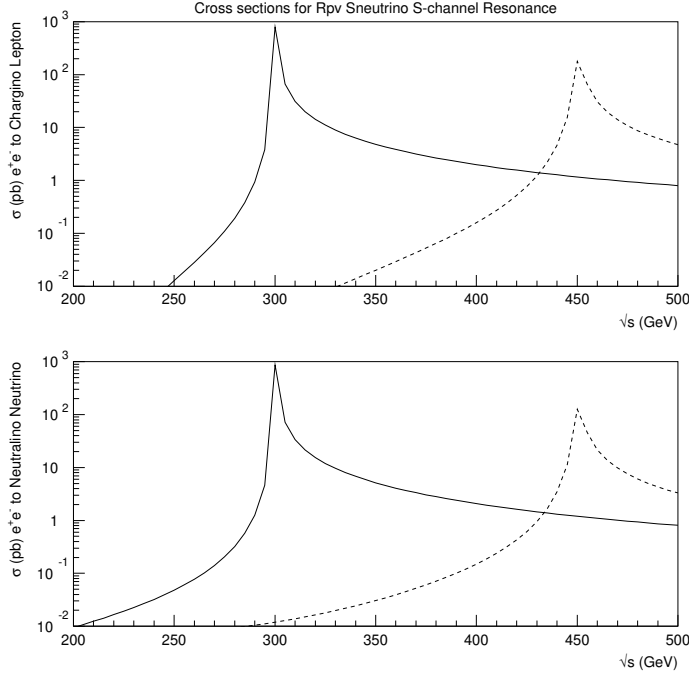 Cross sections for Rpv Sneutrino S-channel Resonance
σ (pb) e⁺e⁻ to Chargino Lepton
10³
10²
10
1
10⁻¹
10⁻²
200 250 300 350 400 450 500
√s (GeV)
σ (pb) e⁺e⁻ to Neutralino Neutrino
10³
10²
10
1
10⁻¹
10⁻²
200 250 300 350 400 450 500
√s (GeV)